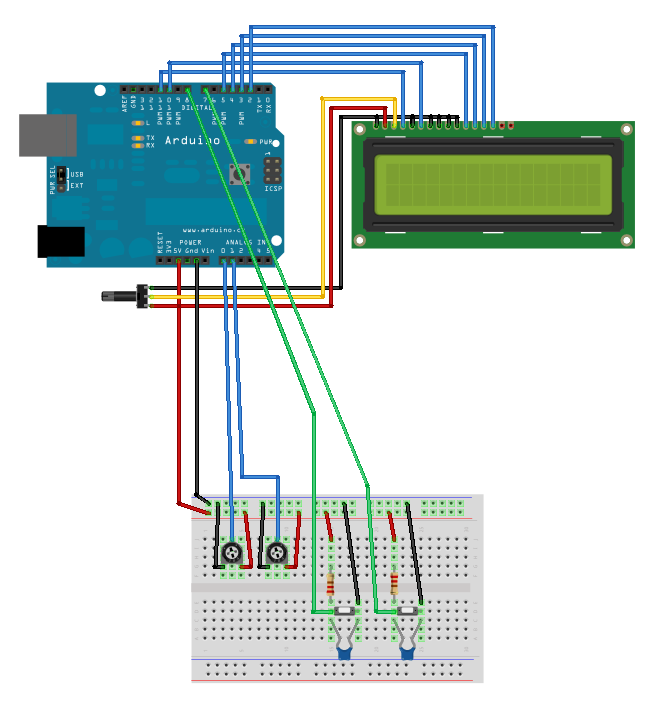 AREF
GND
13
12
11
10
9
8
7
6
5
4
3
2
1
0
PWM
PWM
PWM
PWM
PWM
PWM
DIGITAL
TX
RX
L
TX
RX
Arduino
PWR
1
ICSP
PWR SEL
USB
EXT
www.arduino.c
POWER
ANALOG IN
RESET
3V3
5V
Gnd
Vin
0
1
2
4
5